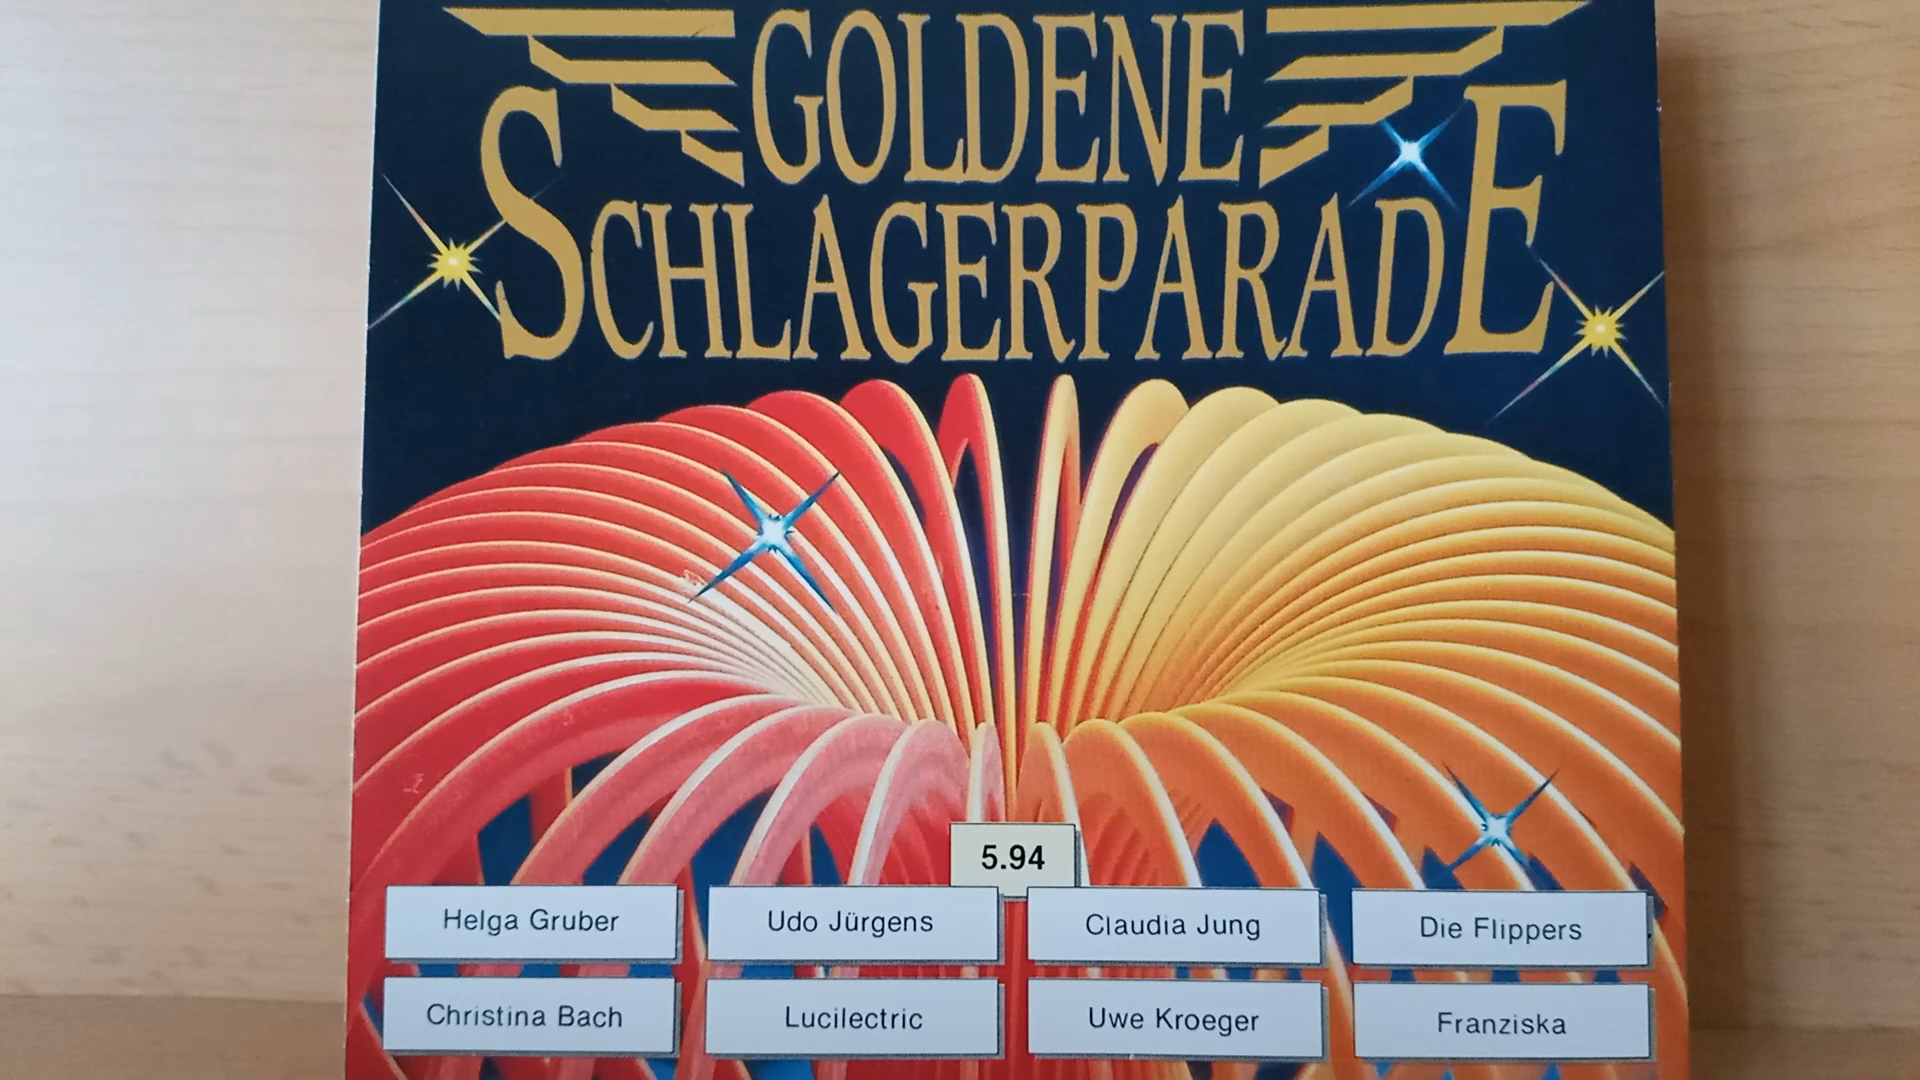 GOLDENE
SCHLAGERPARADE
5.94
Helga Gruber
Udo Jürgens
Claudia Jung
Die Flippers
Christina Bach
Lucilectric
Uwe Kroeger
Franziska